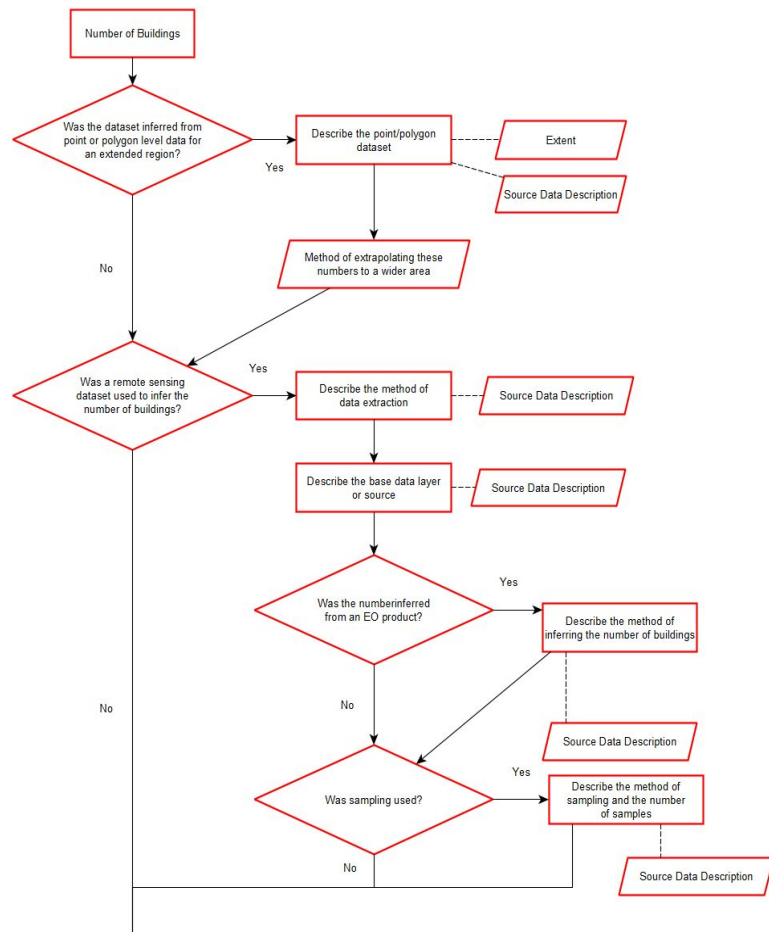 Number of Buildings
Was the dataset inferred from
point or polygon level data for
an extended region?
Yes
Describe the point/polygon
dataset
Extent
Source Data Description
No
Method of extrapolating these
numbers to a wider area
Was a remote sensing
dataset used to infer the
number of buildings?
Yes
Describe the method of
data extraction
Source Data Description
Describe the base data layer
or source
Source Data Description
Was the numberinferred
from an EO product?
Yes
Describe the method of
inferring the number of buildings
No
No
Source Data Description
Was sampling used?
Yes
Describe the method of
sampling and the number
of samples
No
Source Data Description